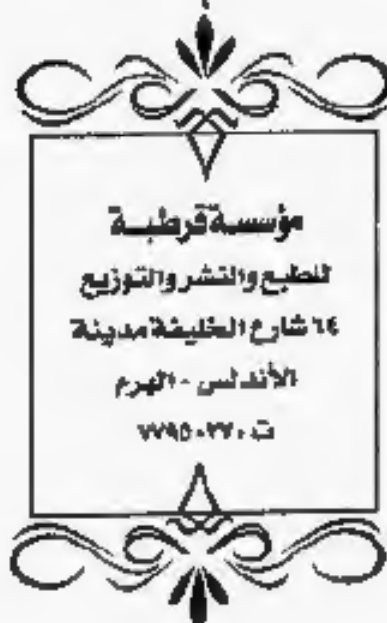 مؤسسة قرطبة
للطبع والنشر والتوزيع
٦٤ شارع الخليفة مدينة
الأندلس - الهرم
ت ٧٧٩٥٠٢٧٠